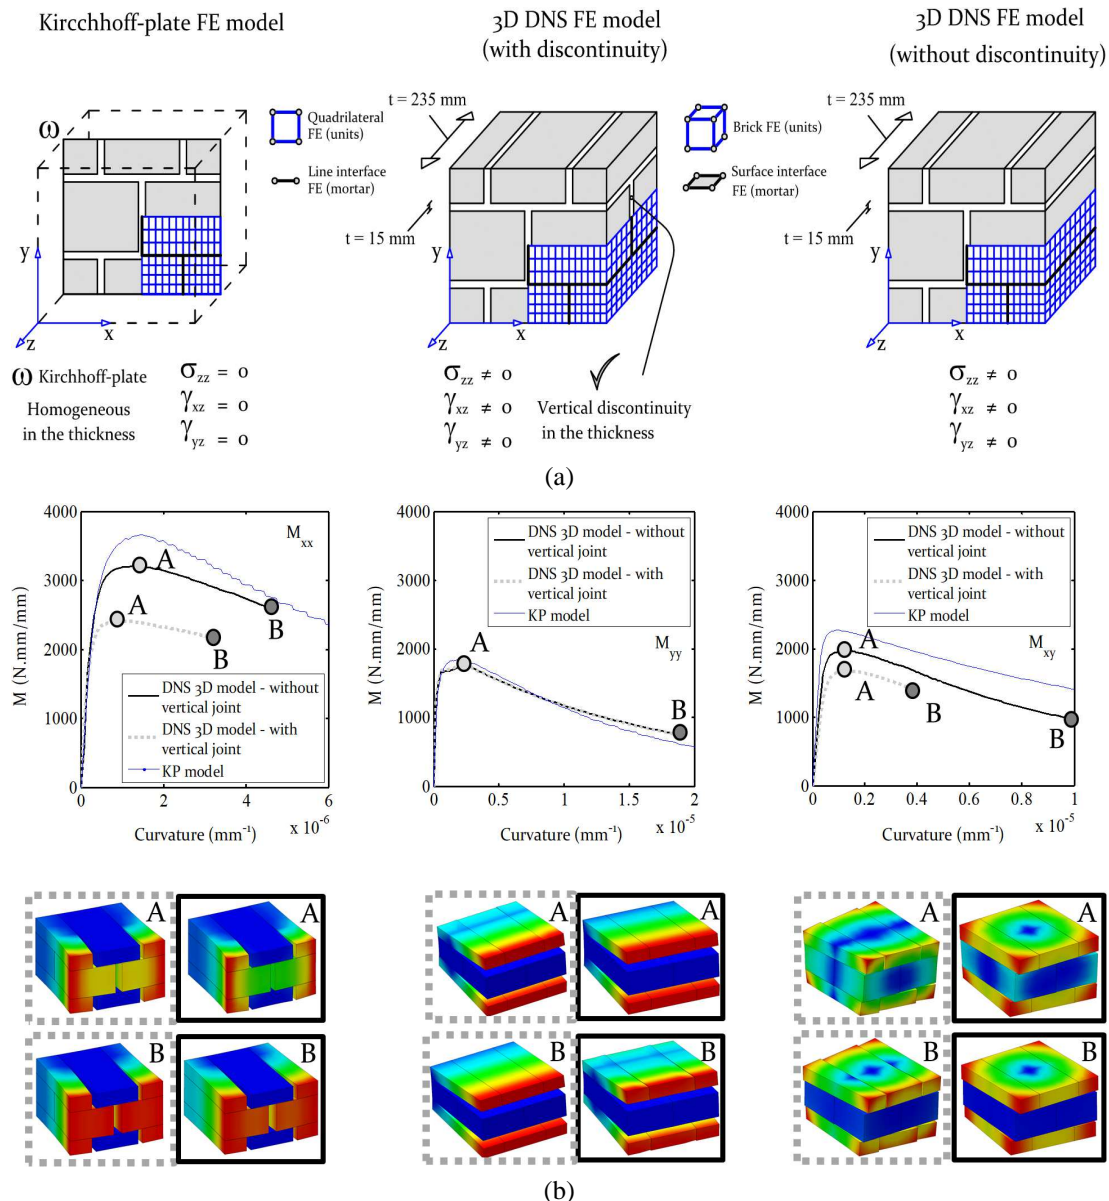 Kircchhoff-plate FE model
3D DNS FE model
(with discontinuity)
3D DNS FE model
(without discontinuity)
ω
Quadrilateral
FE (units)
Line interface
FE (mortar)
y
x
z
t = 235 mm
t = 15 mm
y
x
z
Brick FE (units)
Surface interface
FE (mortar)
t = 235 mm
t = 15 mm
y
x
z
ω Kirchhoff-plate
Homogeneous
in the thickness
σzz = 0
γxz = 0
γyz = 0
σzz ≠ 0
γxz ≠ 0
γyz ≠ 0
Vertical discontinuity
in the thickness
σzz ≠ 0
γxz ≠ 0
γyz ≠ 0
(a)
M (N.mm/mm)
4000
3000
2000
1000
0
Mxx
A
A
B
B
DNS 3D model - without
vertical joint
DNS 3D model - with
vertical joint
KP model
0 2 4 6
Curvature (mm⁻¹)
x 10⁻⁶
M (N.mm/mm)
4000
3000
2000
1000
0
DNS 3D model - without
vertical joint
DNS 3D model - with
vertical joint
KP model
Myy
A
B
0 0.5 1 1.5 2
Curvature (mm⁻¹)
x 10⁻⁵
M (N.mm/mm)
4000
3000
2000
1000
0
DNS 3D model - without
vertical joint
DNS 3D model - with
vertical joint
KP model
Mxy
A
A
B
B
0 0.2 0.4 0.6 0.8 1
Curvature (mm⁻¹)
x 10⁻⁵
A A A A A A
B B B B B B
(b)